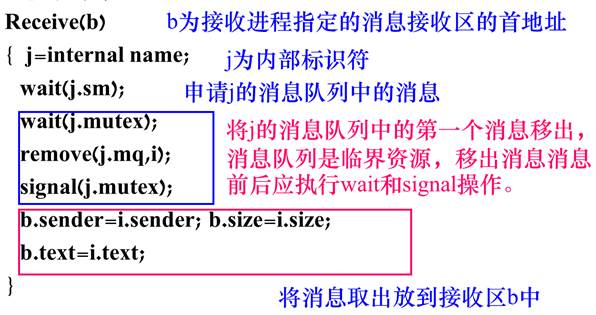 Receive(b) b为接收进程指定的消息接收区的首地址
{ j=internal name; j为内部标识符
wait(j.sm); 申请j的消息队列中的消息
wait(j.mutex); 将j的消息队列中的第一个消息移出，
remove(j.mq,i); 消息队列是临界资源，移出消息消息
signal(j.mutex); 前后应执行wait和signal操作。
b.sender=i.sender; b.size=i.size;
b.text=i.text;
}
将消息取出放到接收区b中